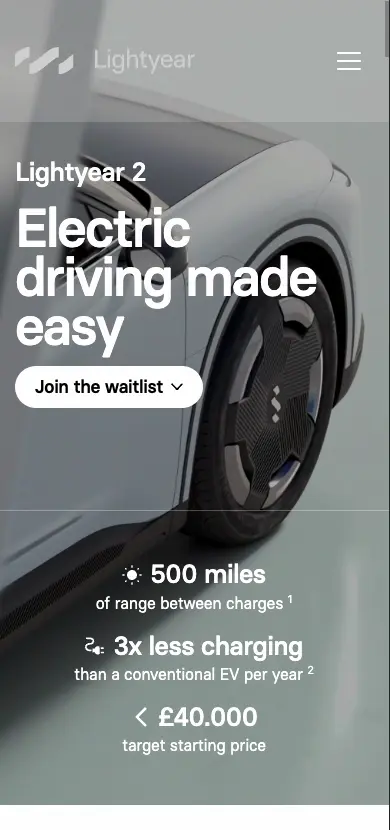 Lightyear
Lightyear 2
Electric
driving made
easy
Join the waitlist
500 miles
of range between charges ¹
3x less charging
than a conventional EV per year ²
< £40.000
target starting price